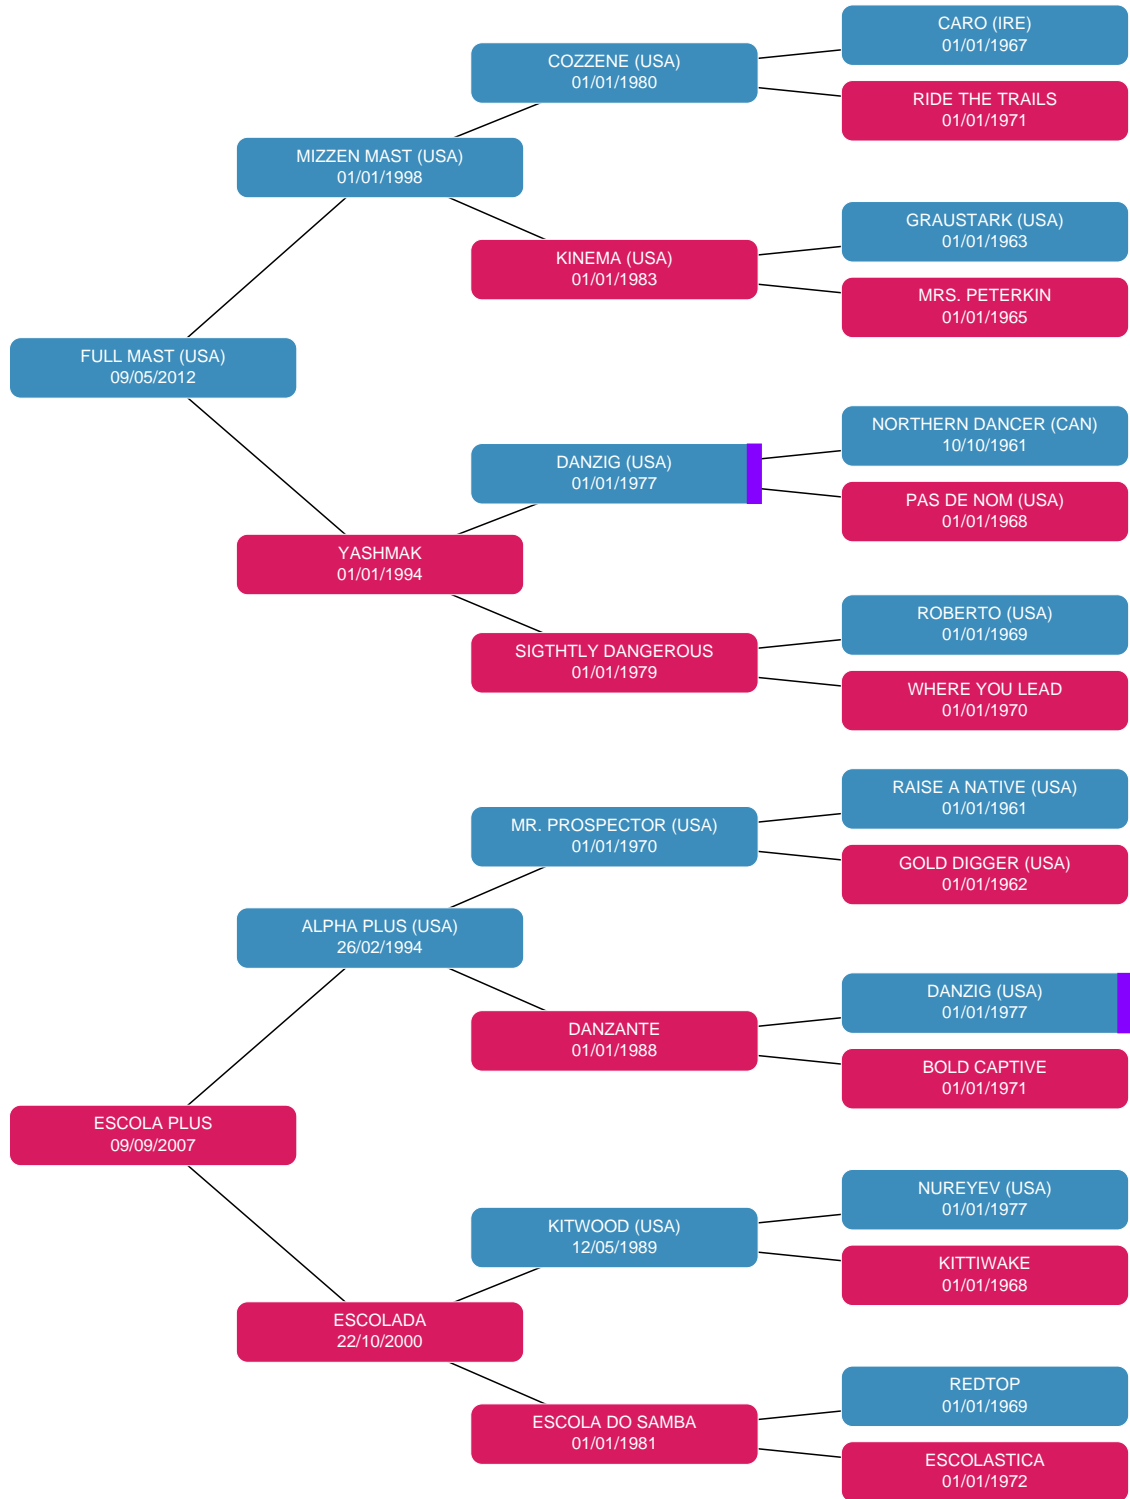 CARO (IRE)
01/01/1967
COZZENE (USA)
01/01/1980
RIDE THE TRAILS
01/01/1971
MIZZEN MAST (USA)
01/01/1998
GRAUSTARK (USA)
01/01/1963
KINEMA (USA)
01/01/1983
MRS. PETERKIN
01/01/1965
FULL MAST (USA)
09/05/2012
NORTHERN DANCER (CAN)
10/10/1961
DANZIG (USA)
01/01/1977
PAS DE NOM (USA)
01/01/1968
YASHMAK
01/01/1994
ROBERTO (USA)
01/01/1969
SIGTHTLY DANGEROUS
01/01/1979
WHERE YOU LEAD
01/01/1970
RAISE A NATIVE (USA)
01/01/1961
MR. PROSPECTOR (USA)
01/01/1970
GOLD DIGGER (USA)
01/01/1962
ALPHA PLUS (USA)
26/02/1994
DANZIG (USA)
01/01/1977
DANZANTE
01/01/1988
BOLD CAPTIVE
01/01/1971
ESCOLA PLUS
09/09/2007
NUREYEV (USA)
01/01/1977
KITWOOD (USA)
12/05/1989
KITTIWAKE
01/01/1968
ESCOLADA
22/10/2000
REDTOP
01/01/1969
ESCOLA DO SAMBA
01/01/1981
ESCOLASTICA
01/01/1972